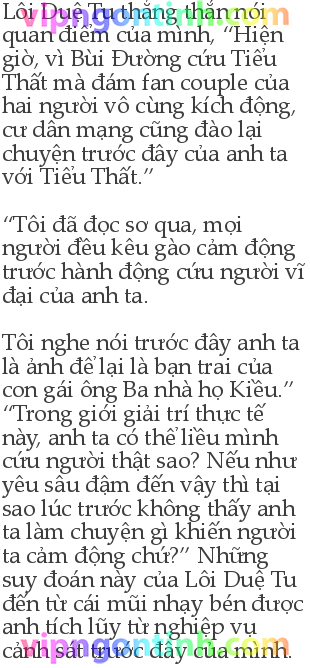 Lôi Duệ Tu thẳng thắn nói
vipngontinh.com
quan điểm của mình, “Hiện
giờ, vì Bùi Đường cứu Tiểu
Thất mà đám fan couple của
hai người vô cùng kích động,
cư dân mạng cũng đào lại
chuyện trước đây của anh ta
với Tiểu Thất.”
“Tôi đã đọc sơ qua, mọi
người đều kêu gào cảm động
trước hành động cứu người vĩ
đại của anh ta.
Tôi nghe nói trước đây anh ta
là ảnh để lại là bạn trai của
con gái ông Ba nhà họ Kiều.”
“Trong giới giải trí thực tế
này, anh ta có thể liều mình
cứu người thật sao? Nếu như
yêu sâu đậm đến vậy thì tại
sao lúc trước không thấy anh
ta làm chuyện gì khiến người
ta cảm động chứ?” Những
suy đoán này của Lôi Duệ Tu
đến từ cái mũi nhạy bén được
anh tích lũy từ nghiệp vụ
cảnh sát trước đây của mình.
vipngontinh.com